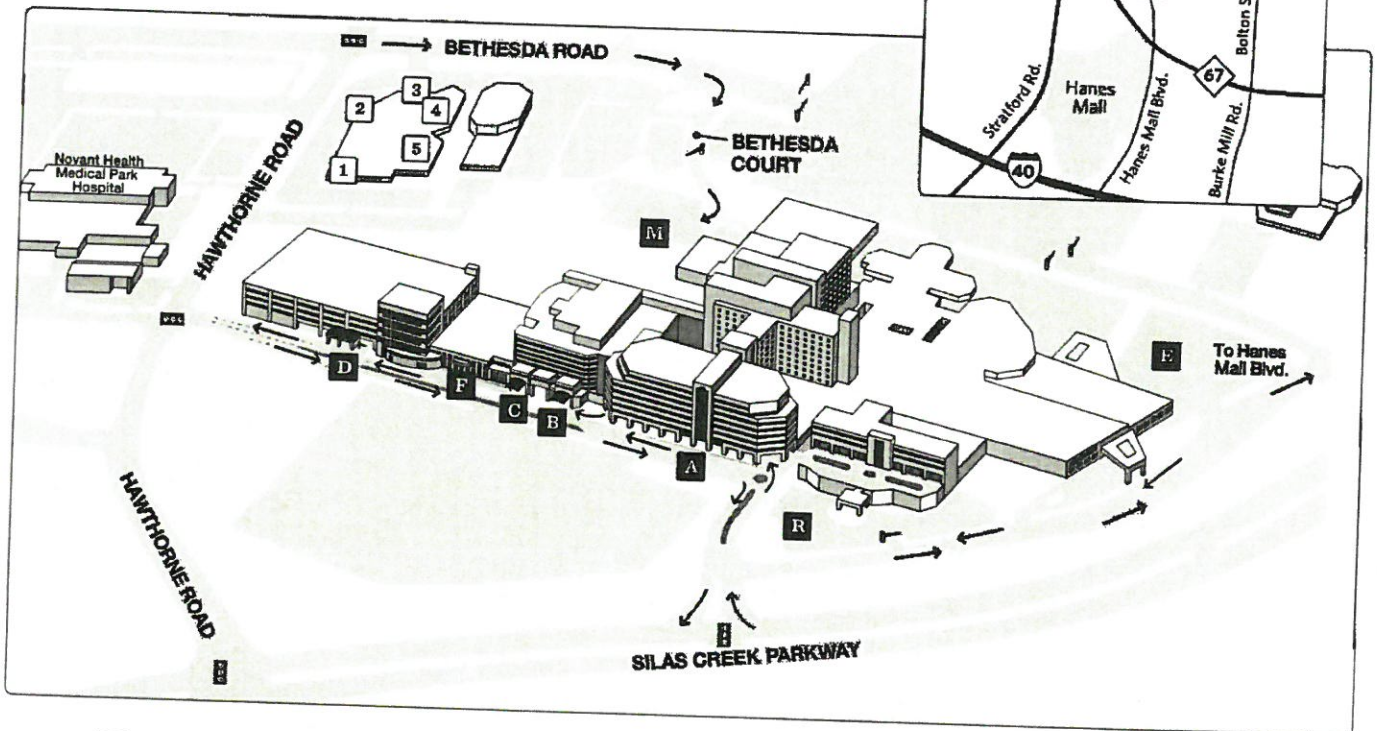 BETHESDA ROAD
3
2
4
5
1
BETHESDA
COURT
HAWTHORNE ROAD
Novant Health
Medical Park
Hospital
M
Stratford Rd.
Hanes
Mall
Hanes Mall Blvd.
67
Burke Mill Rd.
Bolton S
40
E
To Hanes
Mall Blvd.
D
F
C
B
A
R
HAWTHORNE ROAD
SILAS CREEK PARKWAY